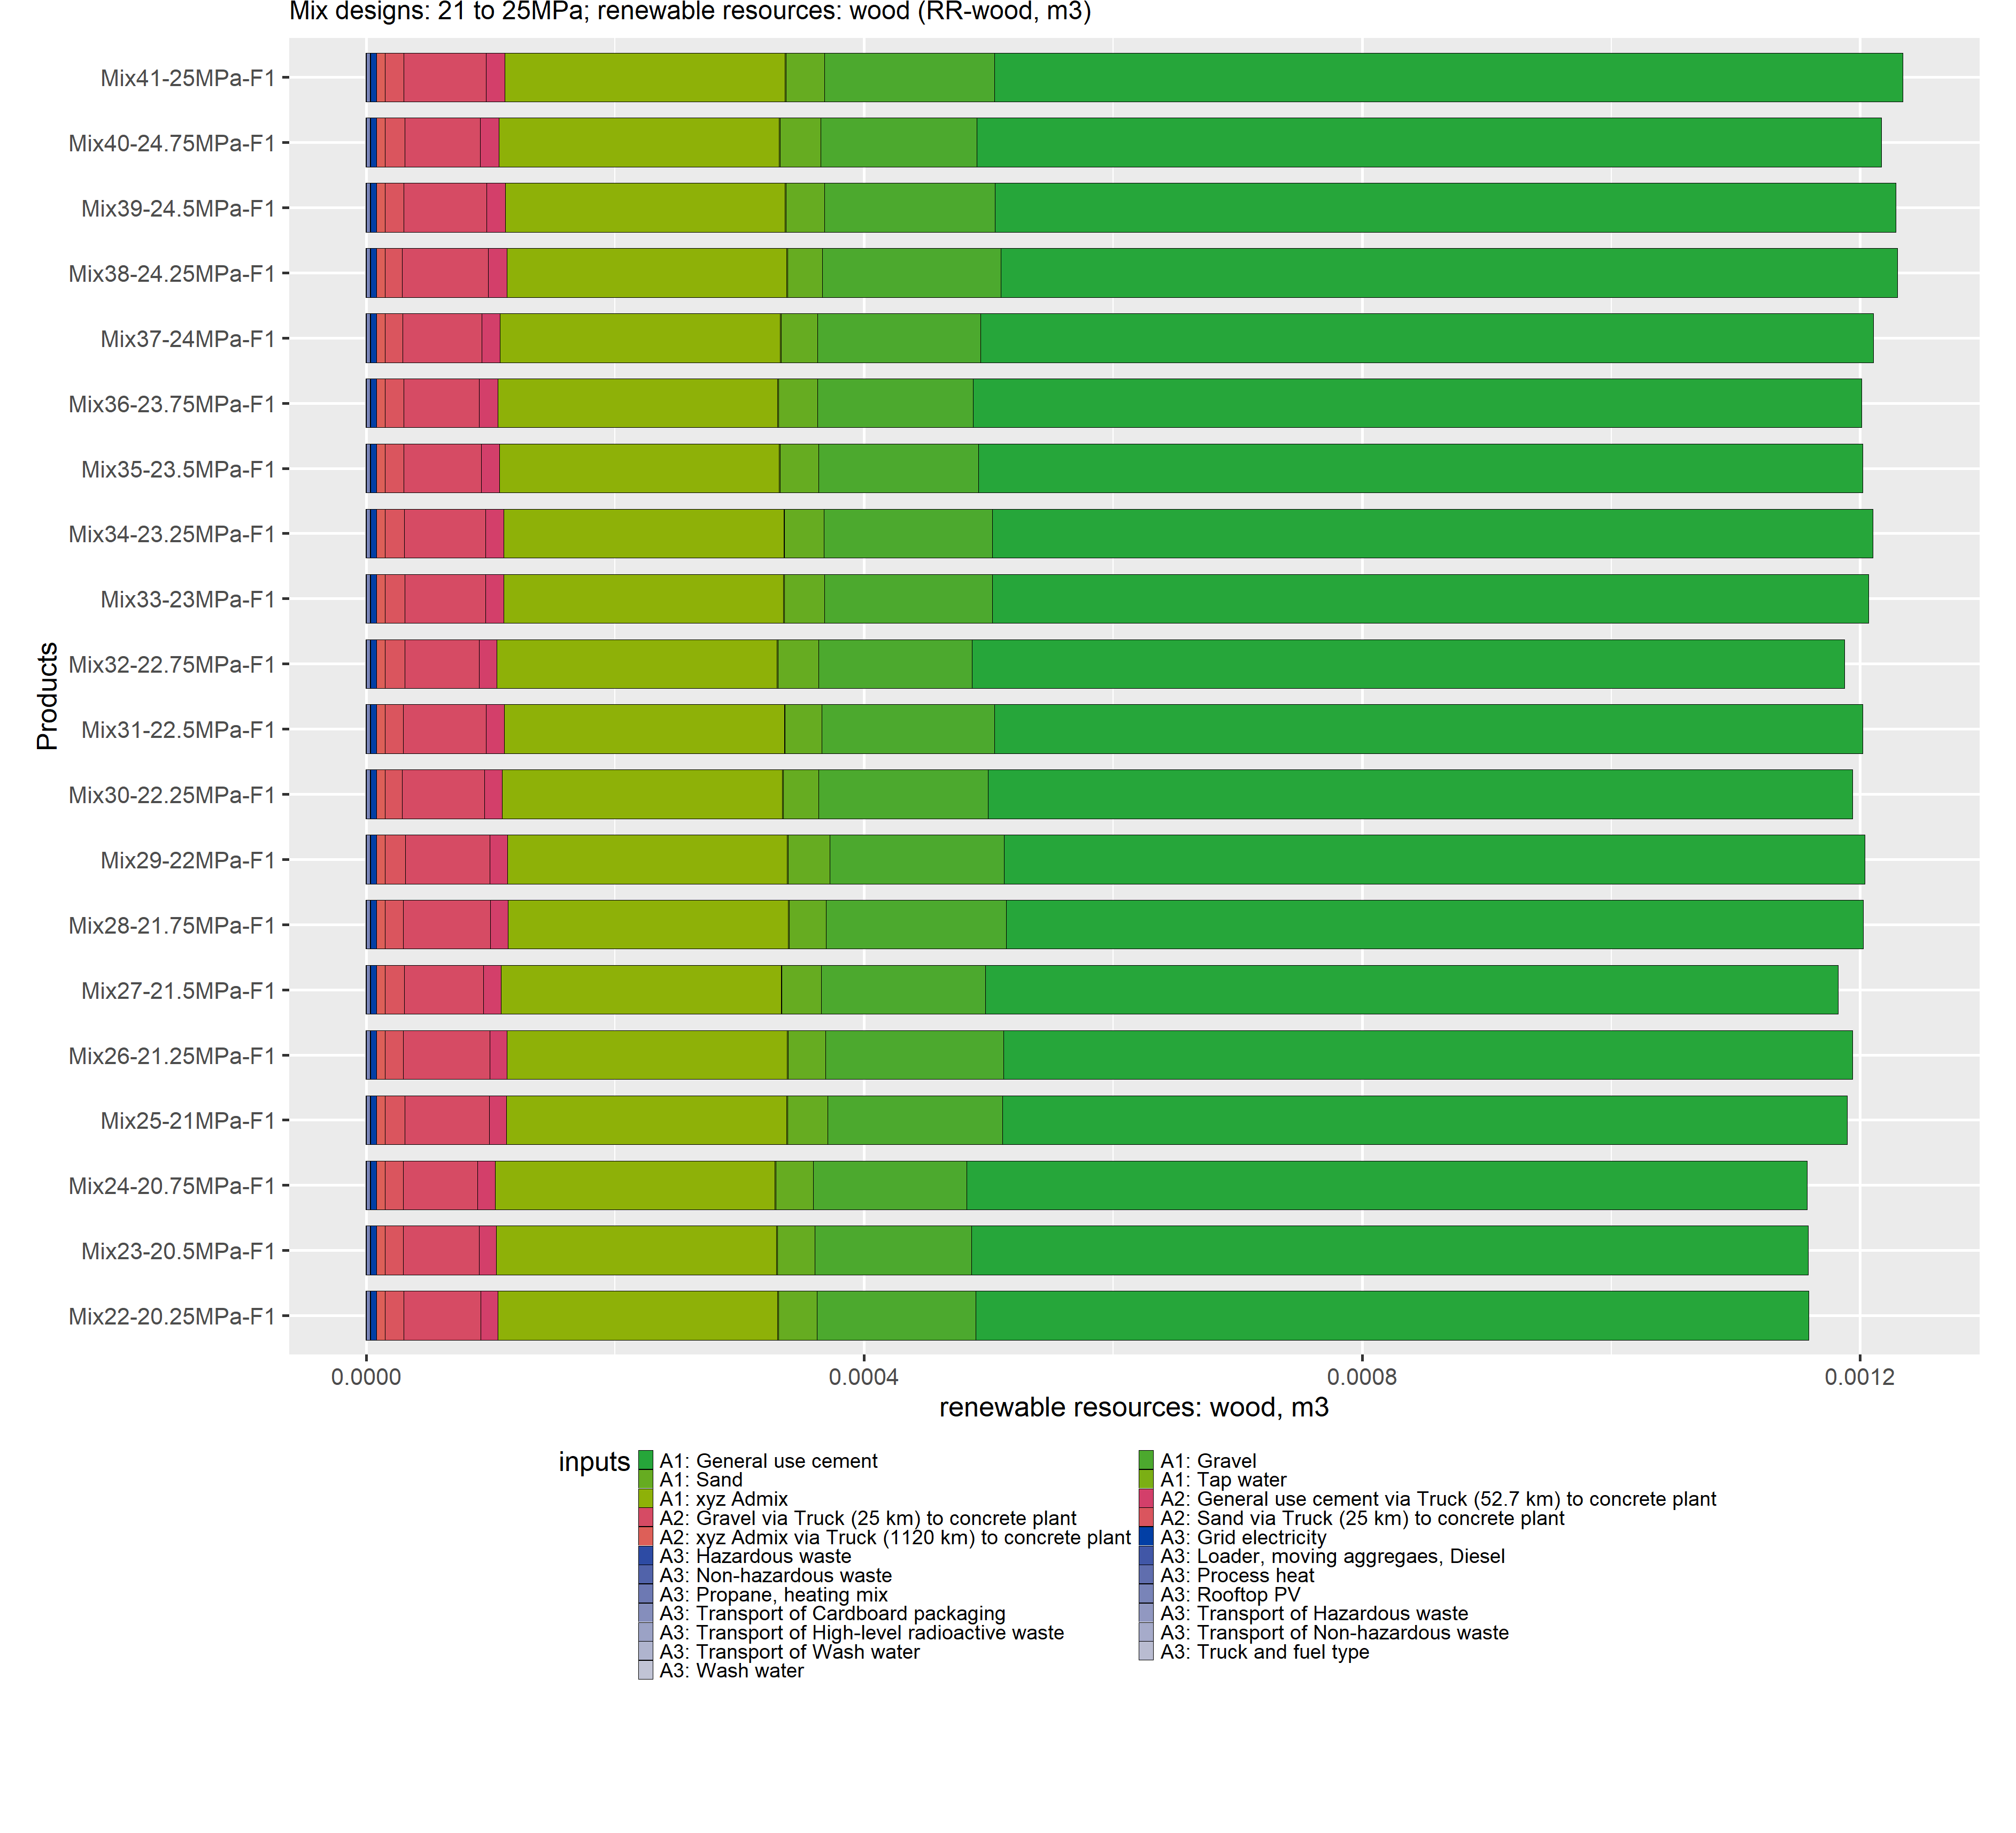 Mix designs: 21 to 25MPa; renewable resources: wood (RR-wood, m3)
Mix41-25MPa-F1
Mix40-24.75MPa-F1
Mix39-24.5MPa-F1
Mix38-24.25MPa-F1
Mix37-24MPa-F1
Mix36-23.75MPa-F1
Mix35-23.5MPa-F1
Mix34-23.25MPa-F1
Mix33-23MPa-F1
Mix32-22.75MPa-F1
Mix31-22.5MPa-F1
Mix30-22.25MPa-F1
Mix29-22MPa-F1
Mix28-21.75MPa-F1
Mix27-21.5MPa-F1
Mix26-21.25MPa-F1
Mix25-21MPa-F1
Mix24-20.75MPa-F1
Mix23-20.5MPa-F1
Mix22-20.25MPa-F1
Products
0.0000 0.0004 0.0008 0.0012
renewable resources: wood, m3
inputs
A1: General use cement A1: Gravel
A1: Sand A1: Tap water
A1: xyz Admix A2: General use cement via Truck (52.7 km) to concrete plant
A2: Gravel via Truck (25 km) to concrete plant A2: Sand via Truck (25 km) to concrete plant
A2: xyz Admix via Truck (1120 km) to concrete plant A3: Grid electricity
A3: Hazardous waste A3: Loader, moving aggregaes, Diesel
A3: Non-hazardous waste A3: Process heat
A3: Propane, heating mix A3: Rooftop PV
A3: Transport of Cardboard packaging A3: Transport of Hazardous waste
A3: Transport of High-level radioactive waste A3: Transport of Non-hazardous waste
A3: Transport of Wash water A3: Truck and fuel type
A3: Wash water